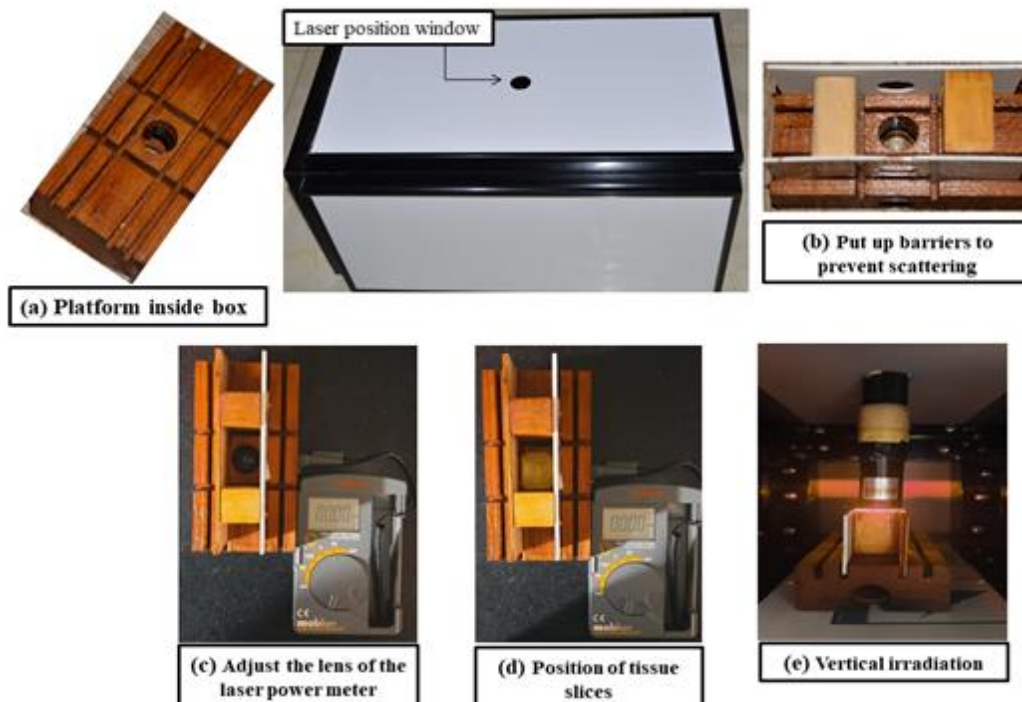 Laser position window
(a) Platform inside box
(b) Put up barriers to
prevent scattering
(c) Adjust the lens of the
laser power meter
(d) Position of tissue
slices
(e) Vertical irradiation